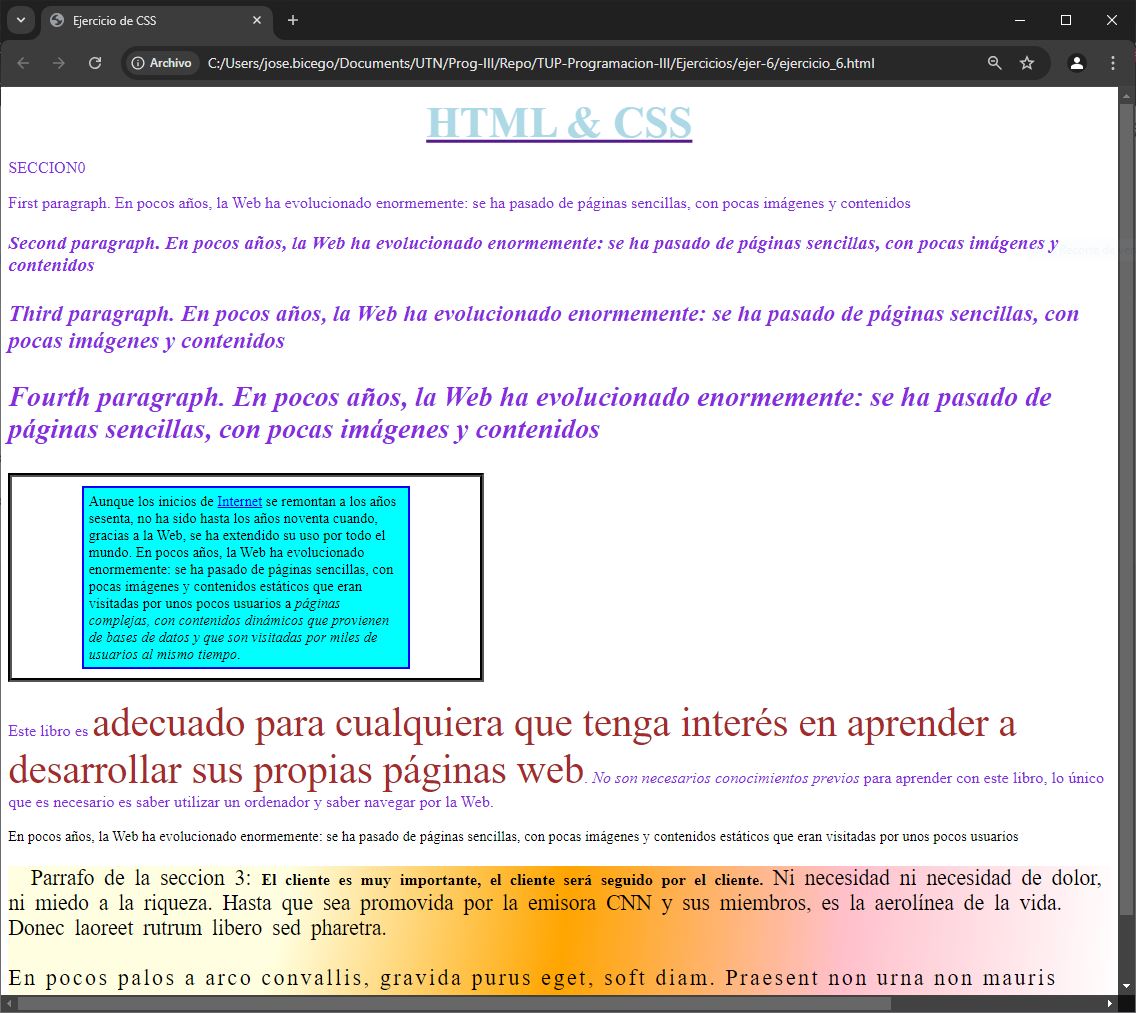 Ejercicio de CSS
Archivo
C:/Users/jose.bicego/Documents/UTN/Prog-III/Repo/TUP-Programacion-III/Ejercicios/ejer-6/ejercicio_6.html
HTML & CSS
SECCION0
First paragraph. En pocos años, la Web ha evolucionado enormemente: se ha pasado de páginas sencillas, con pocas imágenes y contenidos
Second paragraph. En pocos años, la Web ha evolucionado enormemente: se ha pasado de páginas sencillas, con pocas imágenes y
contenidos
Third paragraph. En pocos años, la Web ha evolucionado enormemente: se ha pasado de páginas sencillas, con
pocas imágenes y contenidos
Fourth paragraph. En pocos años, la Web ha evolucionado enormemente: se ha pasado de
páginas sencillas, con pocas imágenes y contenidos
Aunque los inicios de Internet se remontan a los años
sesenta, no ha sido hasta los años noventa cuando,
gracias a la Web, se ha extendido su uso por todo el
mundo. En pocos años, la Web ha evolucionado
enormemente: se ha pasado de páginas sencillas, con
pocas imágenes y contenidos estáticos que eran
visitadas por unos pocos usuarios a páginas
complejas, con contenidos dinámicos que provienen
de bases de datos y que son visitadas por miles de
usuarios al mismo tiempo.
Este libro es adecuado para cualquiera que tenga interés en aprender a
desarrollar sus propias páginas web. No son necesarios conocimientos previos para aprender con este libro, lo único
que es necesario es saber utilizar un ordenador y saber navegar por la Web.
En pocos años, la Web ha evolucionado enormemente: se ha pasado de páginas sencillas, con pocas imágenes y contenidos estáticos que eran visitadas por unos pocos usuarios
Parrafo de la seccion 3: El cliente es muy importante, el cliente será seguido por el cliente. Ni necesidad ni necesidad de dolor,
ni miedo a la riqueza. Hasta que sea promovida por la emisora CNN y sus miembros, es la aerolínea de la vida.
Donec laoreet rutrum libero sed pharetra.
En pocos palos a arco convallis, gravida purus eget, soft diam. Praesent non urna non mauris